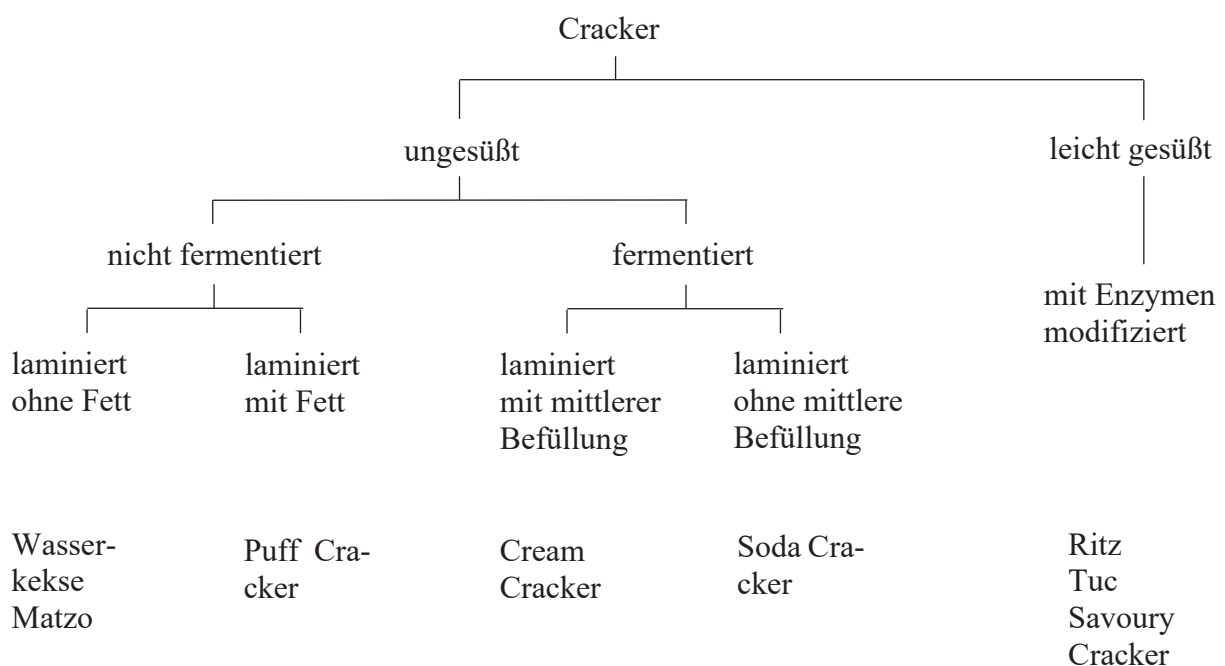 Cracker
ungesüßt
leicht gesüßt
nicht fermentiert
fermentiert
mit Enzymen
modifiziert
laminiert
ohne Fett
laminiert
mit Fett
laminiert
mit mittlerer
Befüllung
laminiert
ohne mittlere
Befüllung
Wasser-
kekse
Matzo
Puff Cra-
cker
Cream
Cracker
Soda Cra-
cker
Ritz
Tuc
Savoury
Cracker